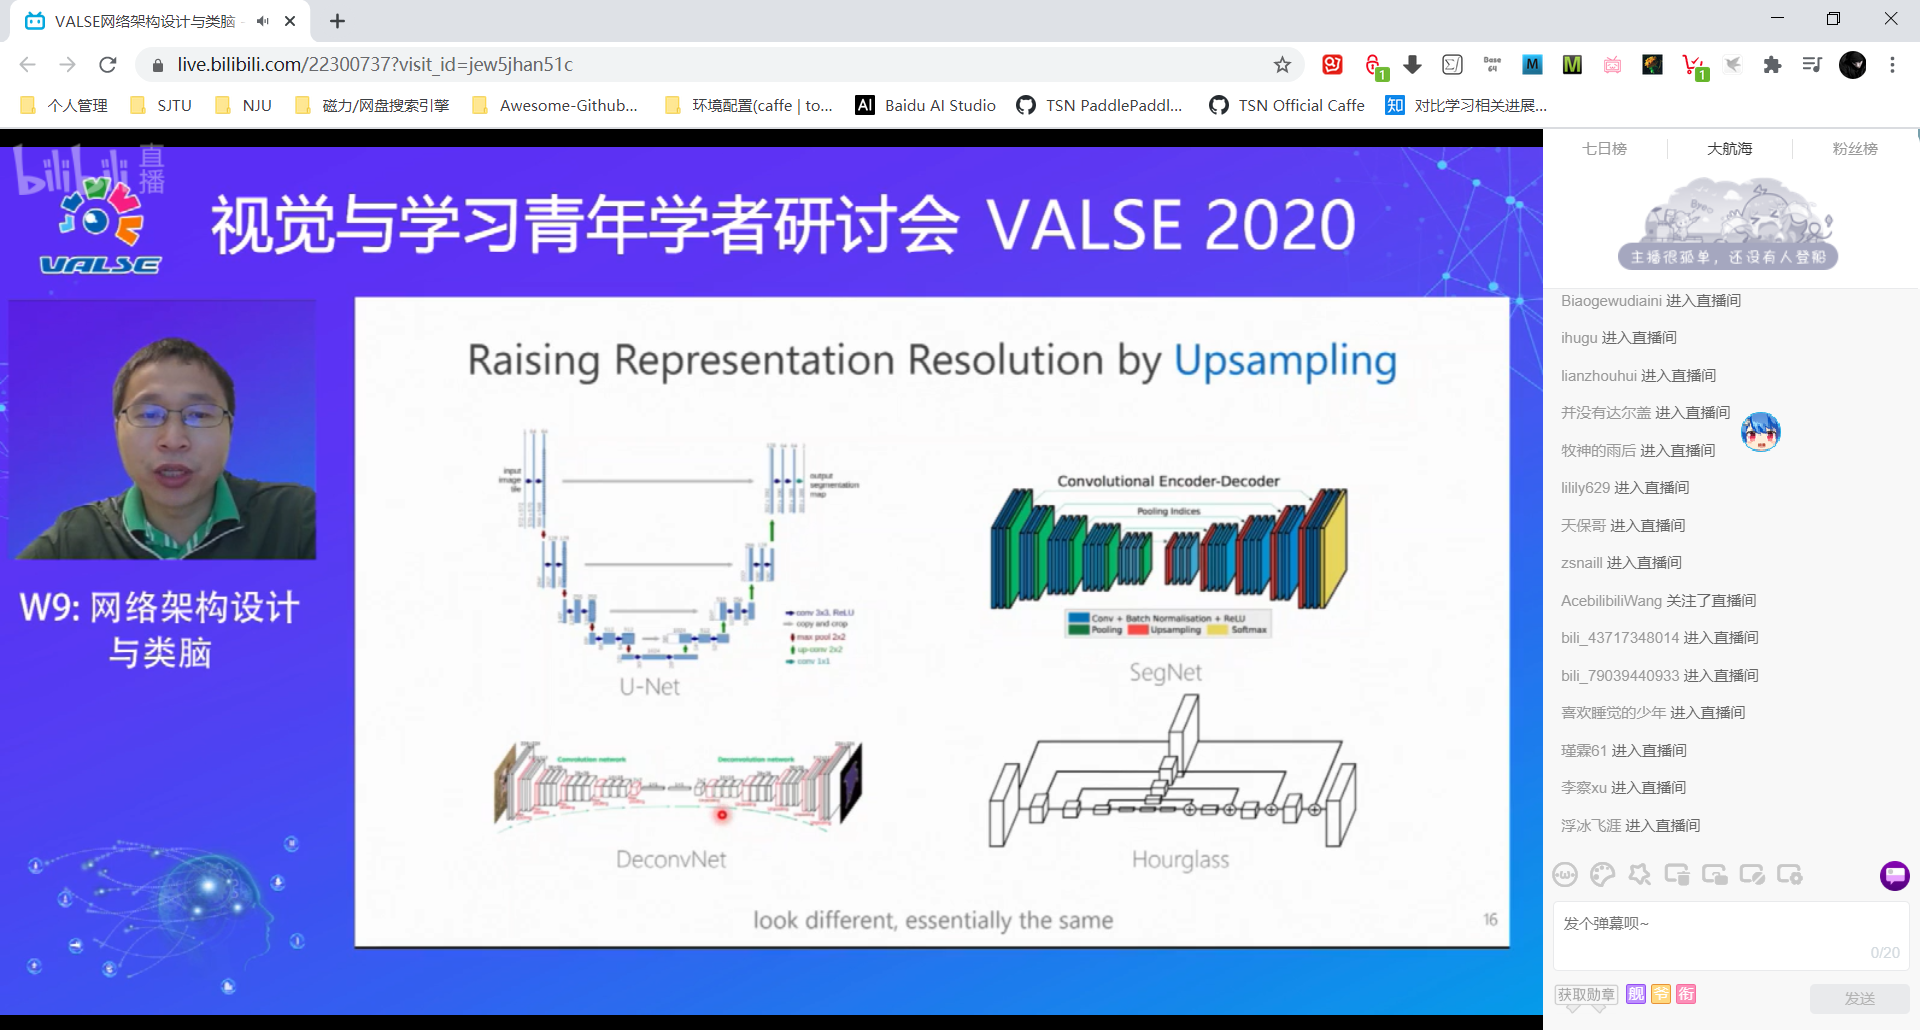 VALSE网络架构设计与类脑
live.bilibili.com/22300737?visit_id=jew5jhan51c
1
Base 64
M
M
1
个人管理
SJTU
NJU
磁力/网盘搜索引擎
Awesome-Github...
环境配置(caffe | to...
AI Baidu AI Studio
TSN PaddlePaddl...
TSN Official Caffe
知 对比学习相关进展...
bilibili 直播
VALSE
视觉与学习青年学者研讨会 VALSE 2020
W9: 网络架构设计
与类脑
Raising Representation Resolution by Upsampling
input
image
tile
output
segmentation
map
conv 3x3, ReLU
copy and crop
max pool 2x2
up-conv 2x2
conv 1x1
U-Net
Convolutional Encoder-Decoder
Pooling Indices
Conv + Batch Normalisation + ReLU
Pooling Upsampling Softmax
SegNet
Convolution network
Deconvolution network
DeconvNet
Hourglass
look different, essentially the same
16
七日榜
大航海
粉丝榜
主播很孤单，还没有人登船
Biaogewudiaini 进入直播间
ihugu 进入直播间
lianzhouhui 进入直播间
并没有达尔盖 进入直播间
牧神的雨后 进入直播间
lilily629 进入直播间
天保哥 进入直播间
zsnaill 进入直播间
AcebilibiliWang 关注了直播间
bili_43717348014 进入直播间
bili_79039440933 进入直播间
喜欢睡觉的少年 进入直播间
瑾霖61 进入直播间
李察xu 进入直播间
浮冰飞涯 进入直播间
发个弹幕呗~
0/20
获取勋章
舰
爷
衔
发送